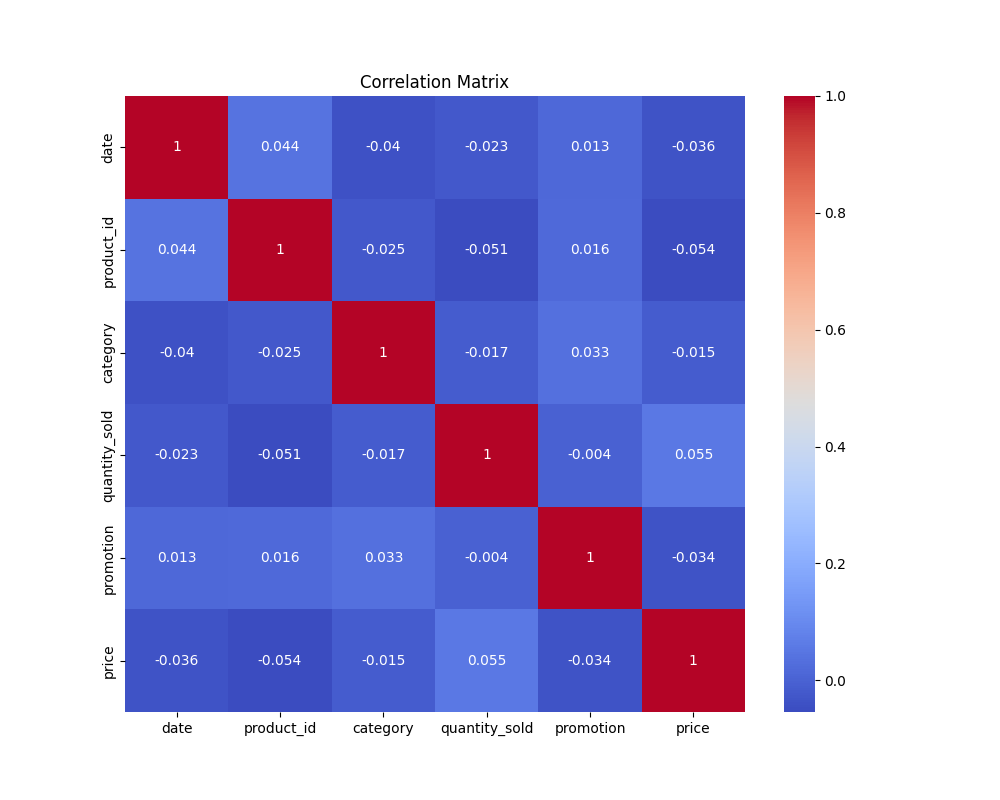 Correlation Matrix
date 1 0.044 -0.04 -0.023 0.013 -0.036
product_id 0.044 1 -0.025 -0.051 0.016 -0.054
category -0.04 -0.025 1 -0.017 0.033 -0.015
quantity_sold -0.023 -0.051 -0.017 1 -0.004 0.055
promotion 0.013 0.016 0.033 -0.004 1 -0.034
price -0.036 -0.054 -0.015 0.055 -0.034 1
date product_id category quantity_sold promotion price
1.0
0.8
0.6
0.4
0.2
0.0